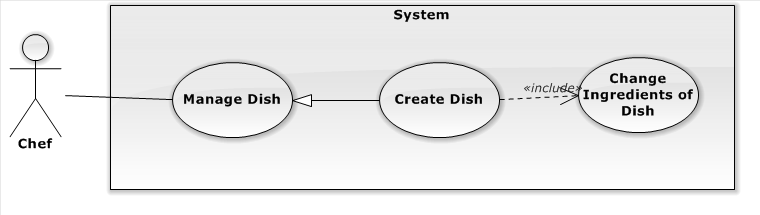 System
Chef
Manage Dish
Create Dish
«include»
Change
Ingredients of
Dish